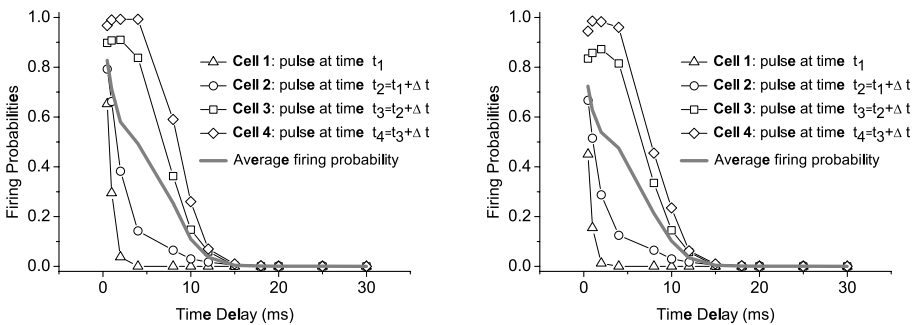 1.0
0.8
0.6
0.4
0.2
0.0
Firing Probabilities
0
10
20
30
Time Delay (ms)
Cell 1: pulse at time t₁
Cell 2: pulse at time t₂=t₁+Δ t
Cell 3: pulse at time t₃=t₂+Δ t
Cell 4: pulse at time t₄=t₃+Δ t
Average firing probability
1.0
0.8
0.6
0.4
0.2
0.0
Firing Probabilities
0
10
20
30
Time Delay (ms)
Cell 1: pulse at time t₁
Cell 2: pulse at time t₂=t₁+Δ t
Cell 3: pulse at time t₃=t₂+Δ t
Cell 4: pulse at time t₄=t₃+Δ t
Average firing probability